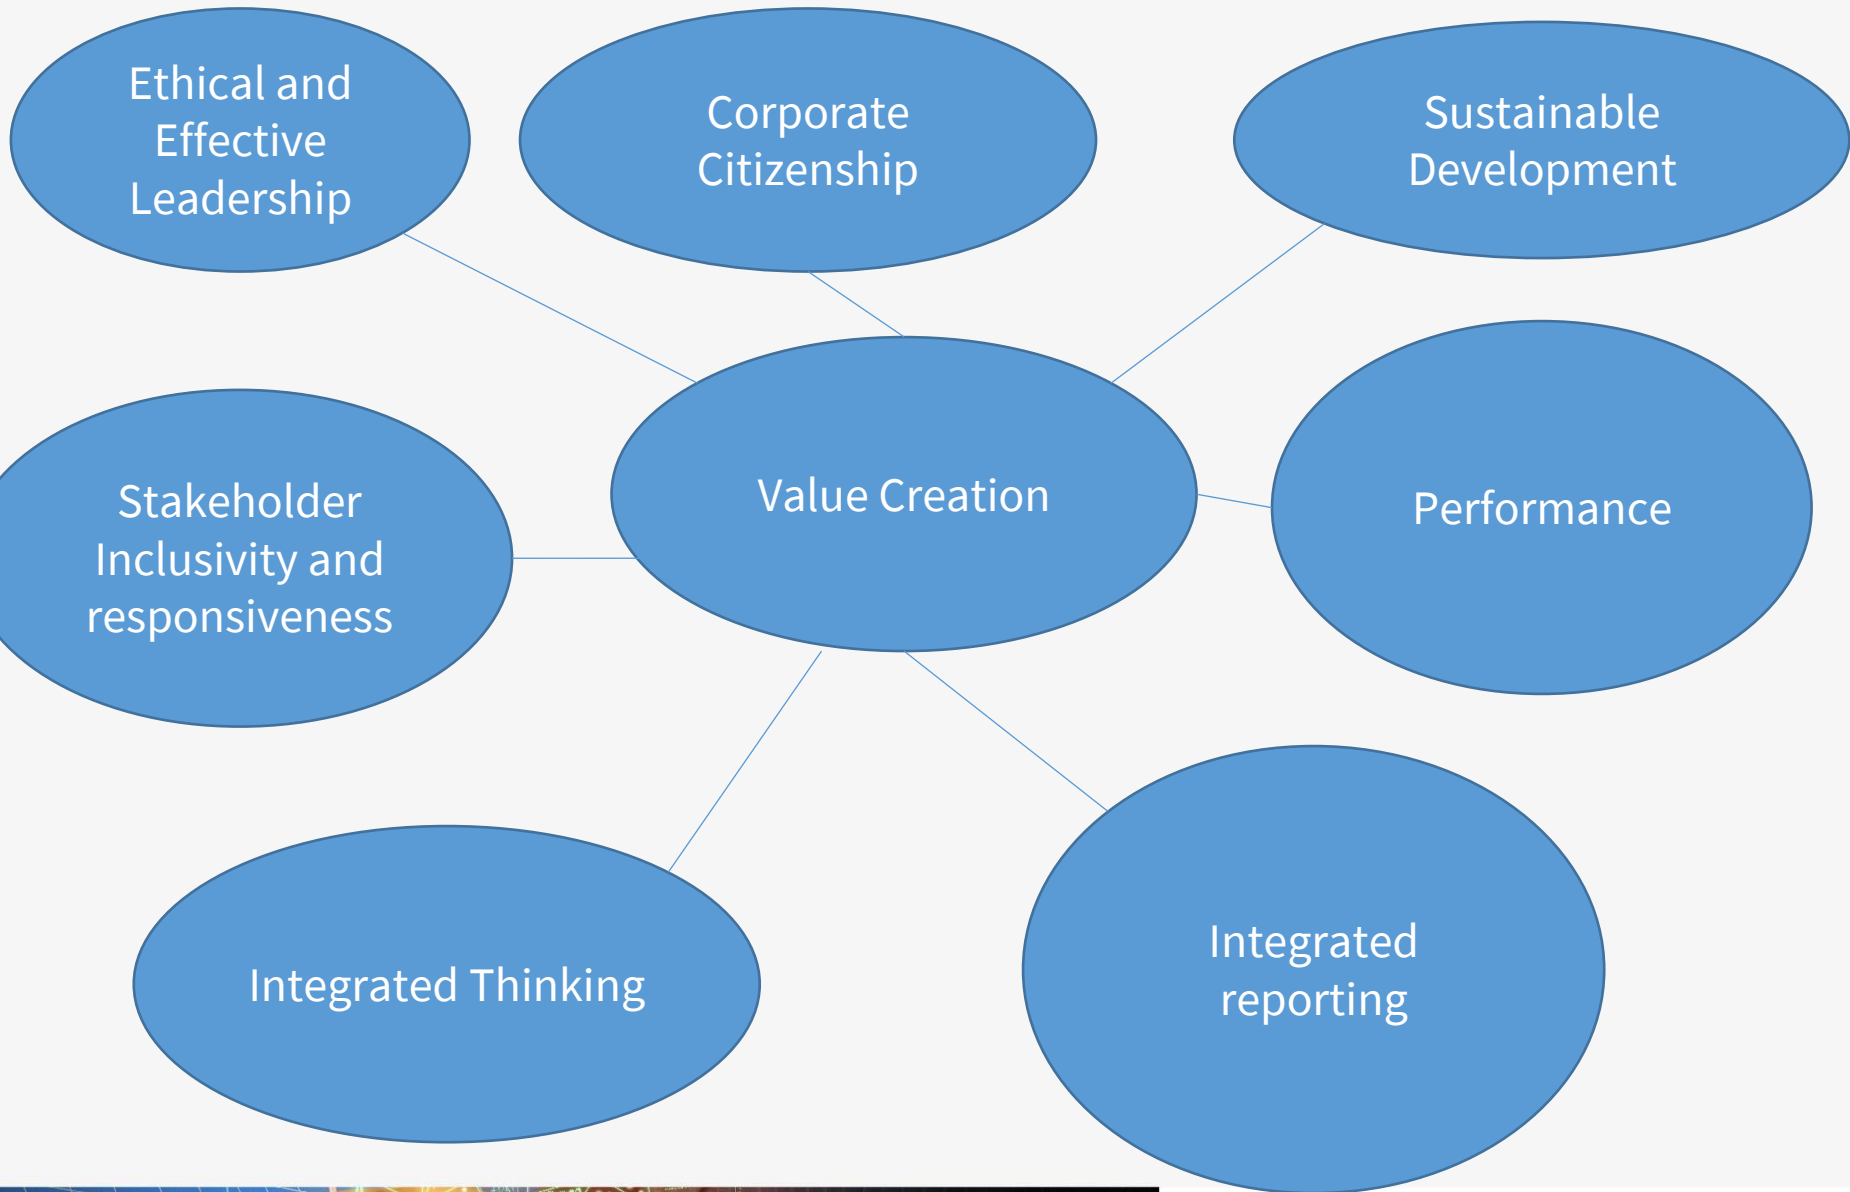 Ethical and
Effective
Leadership
Corporate
Citizenship
Sustainable
Development
Stakeholder
Inclusivity and
responsiveness
Value Creation
Performance
Integrated Thinking
Integrated
reporting